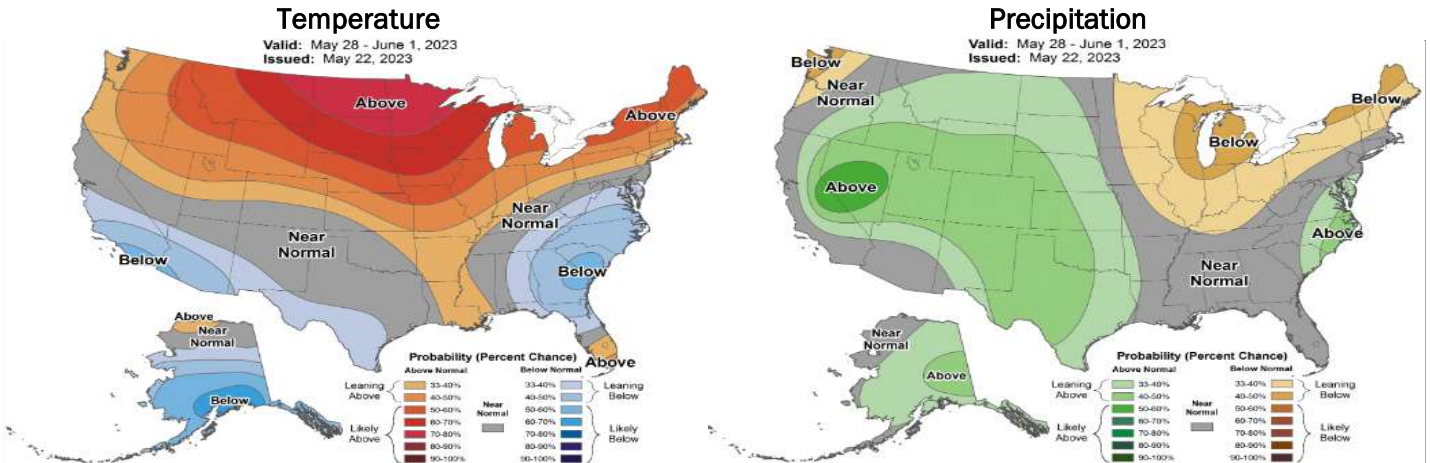 Temperature
Valid: May 28 - June 1, 2023
Issued: May 22, 2023
Above
Above
Near
Normal
Near
Normal
Below
Below
Above
Near
Normal
Below
Above
Probability (Percent Chance)
Above Normal
Below Normal
Leaning
Above
33-40%
40-50%
50-60%
60-70%
70-80%
80-90%
90-100%
Likely
Above
Near
Normal
33-40%
40-50%
50-60%
60-70%
70-80%
80-90%
90-100%
Leaning
Below
Likely
Below
Precipitation
Valid: May 28 - June 1, 2023
Issued: May 22, 2023
Below
Near
Normal
Below
Below
Above
Above
Near
Normal
Near
Normal
Above
Probability (Percent Chance)
Above Normal
Below Normal
Leaning
Above
33-40%
40-50%
50-60%
60-70%
70-80%
80-90%
90-100%
Likely
Above
Near
Normal
33-40%
40-50%
50-60%
60-70%
70-80%
80-90%
90-100%
Leaning
Below
Likely
Below